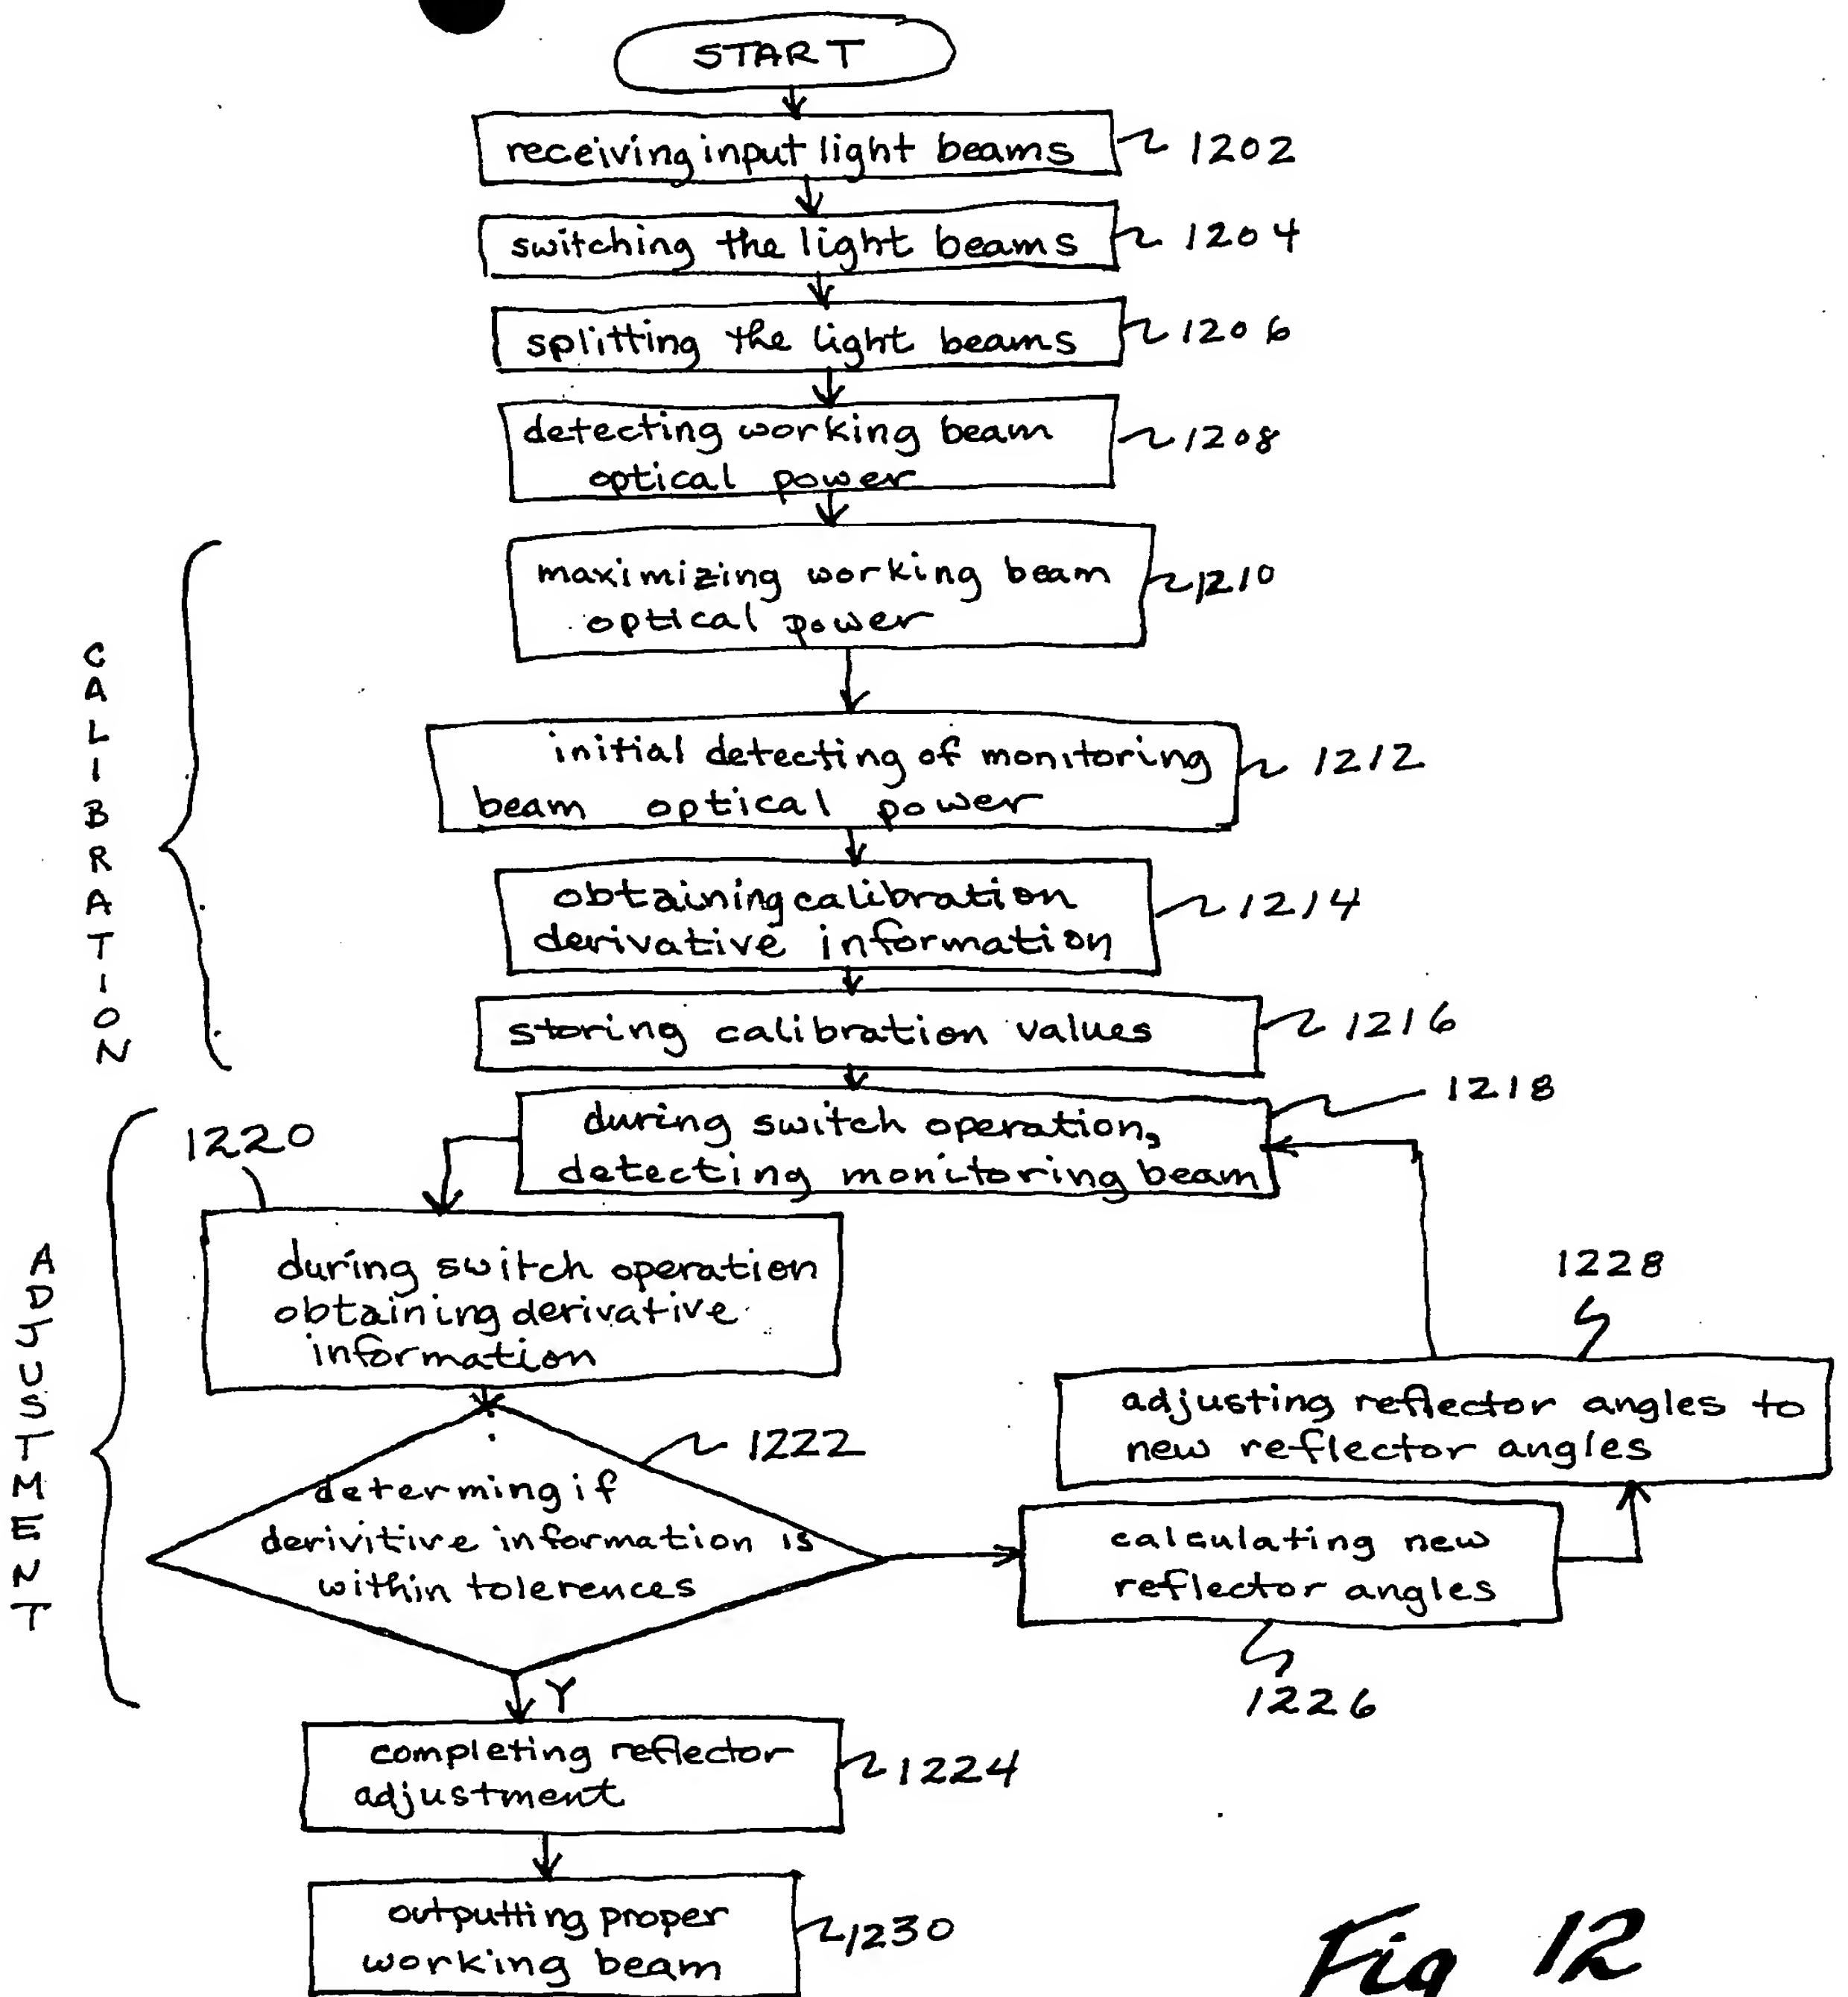 START
receiving input light beams
1202
switching the light beams
1204
splitting the light beams
1206
detecting working beam
optical power
1208
maximizing working beam
optical power
1210
CALIBRATION
initial detecting of monitoring
beam optical power
1212
obtaining calibration
derivative information
1214
storing calibration values
1216
during switch operation,
detecting monitoring beam
1218
1220
during switch operation
obtaining derivative
information
ADJUSTMENT
1228
adjusting reflector angles to
new reflector angles
1222
determing if
derivitive information is
within tolerences
calculating new
reflector angles
1226
Y
completing reflector
adjustment
1224
outputting proper
working beam
1230
Fig 12